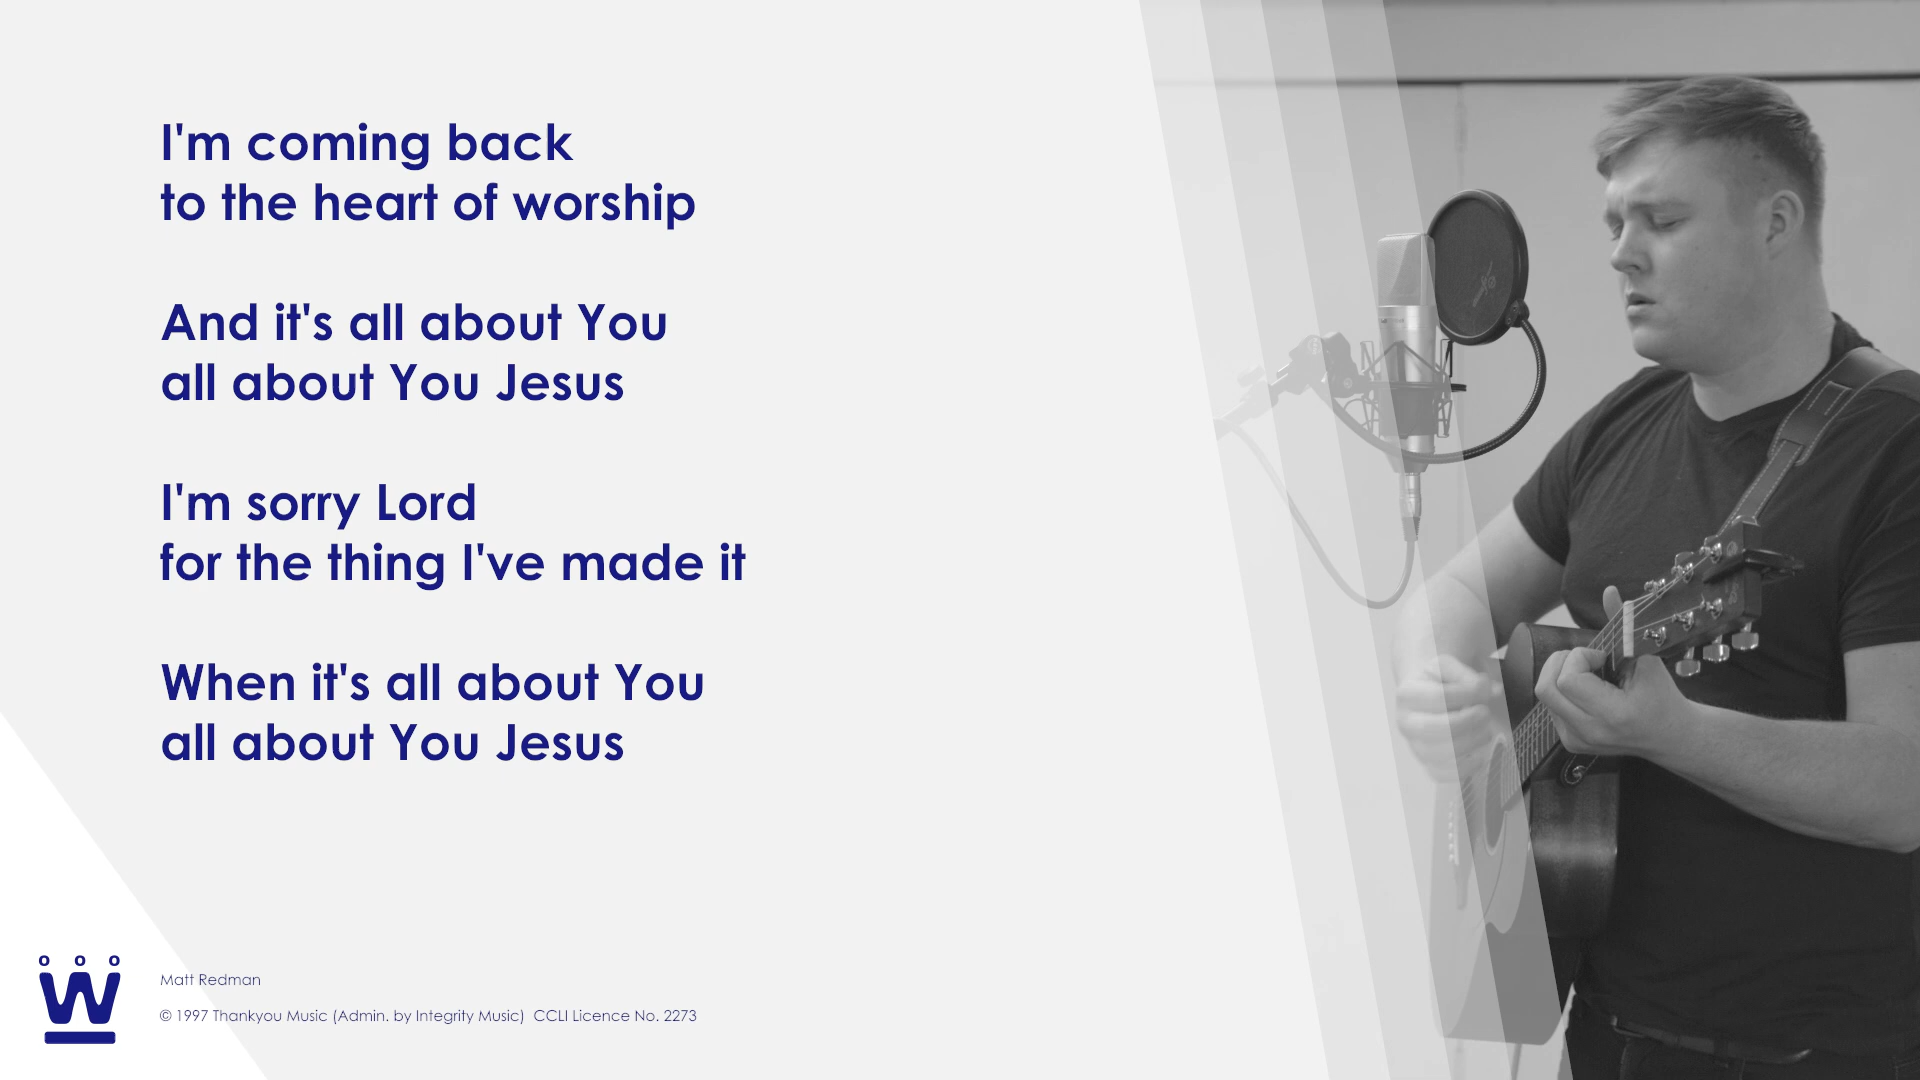 I'm coming back
to the heart of worship
And it's all about You
all about You Jesus
I'm sorry Lord
for the thing I've made it
When it's all about You
all about You Jesus
W
Matt Redman
© 1997 Thankyou Music (Admin. by Integrity Music)  CCLI Licence No. 2273